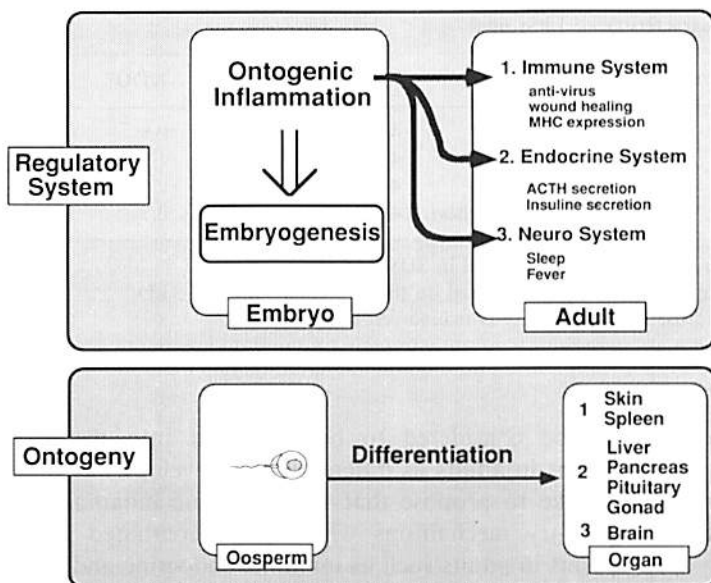 Regulatory
System
Ontogenic
Inflammation
Embryogenesis
Embryo
1. Immune System
anti-virus
wound healing
MHC expression
2. Endocrine System
ACTH secretion
Insuline secretion
3. Neuro System
Sleep
Fever
Adult
Ontogeny
Oosperm
Differentiation
1 Skin
Spleen
Liver
2 Pancreas
Pituitary
Gonad
3 Brain
Organ